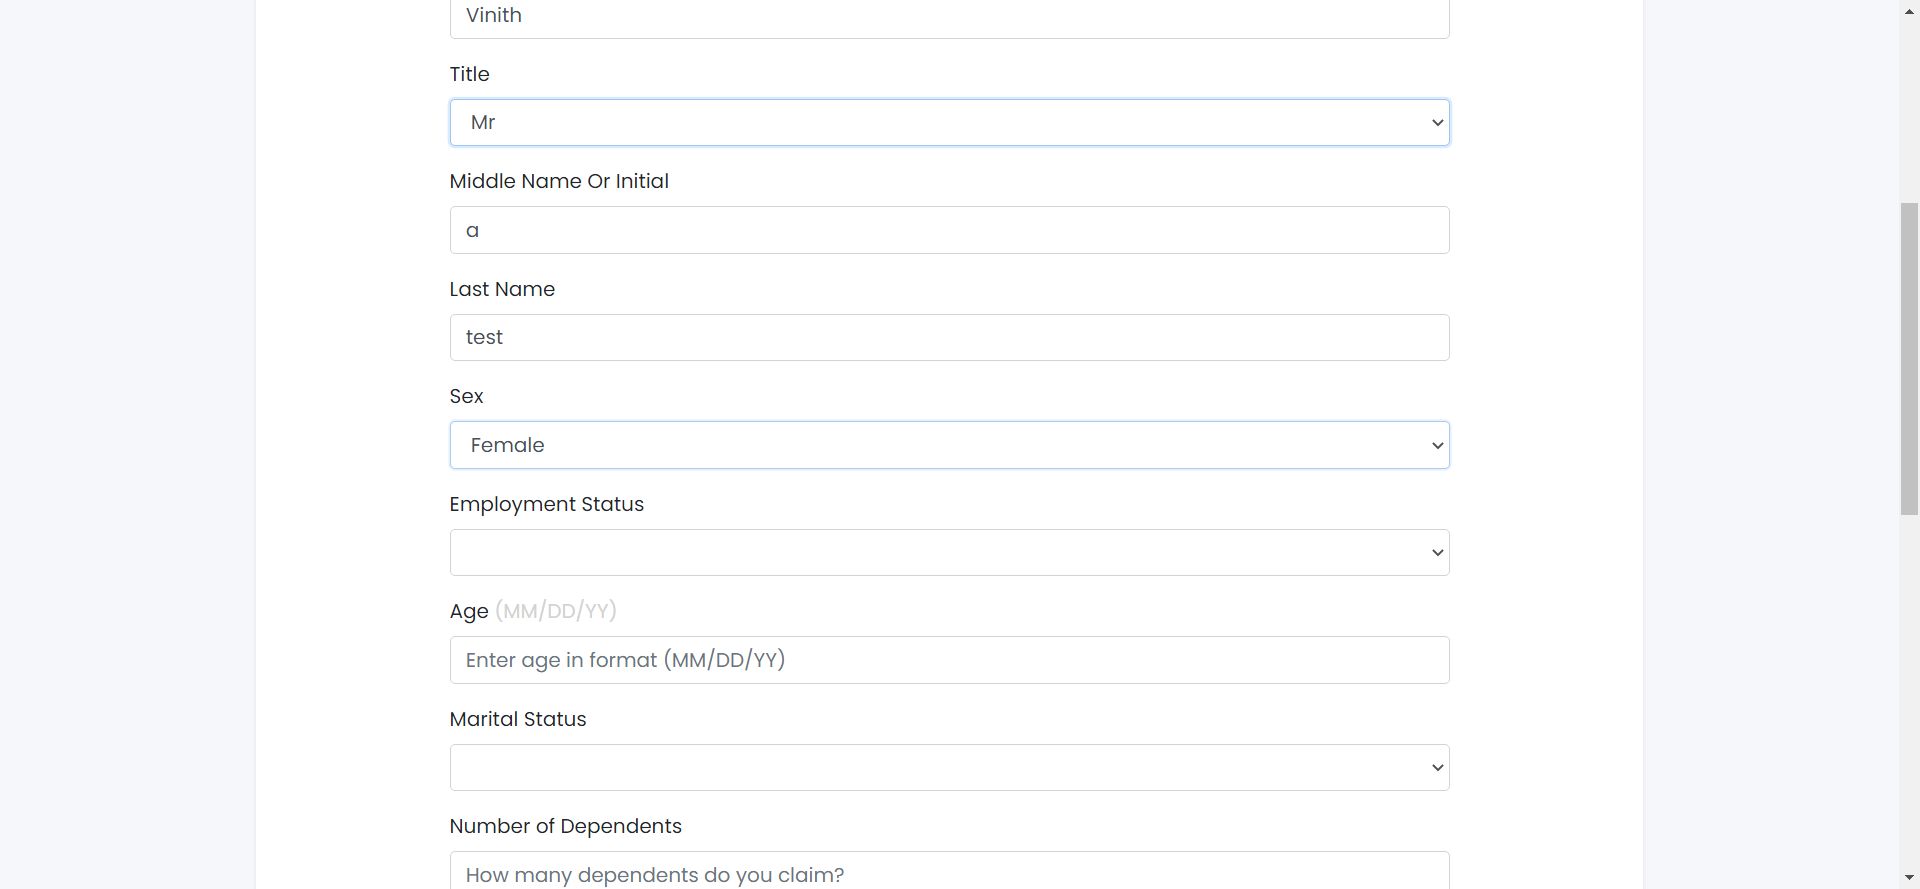 Vinith
Title
Mr
Middle Name Or Initial
a
Last Name
test
Sex
Female
Employment Status
Age (MM/DD/YY)
Enter age in format (MM/DD/YY)
Marital Status
Number of Dependents
How many dependents do you claim?